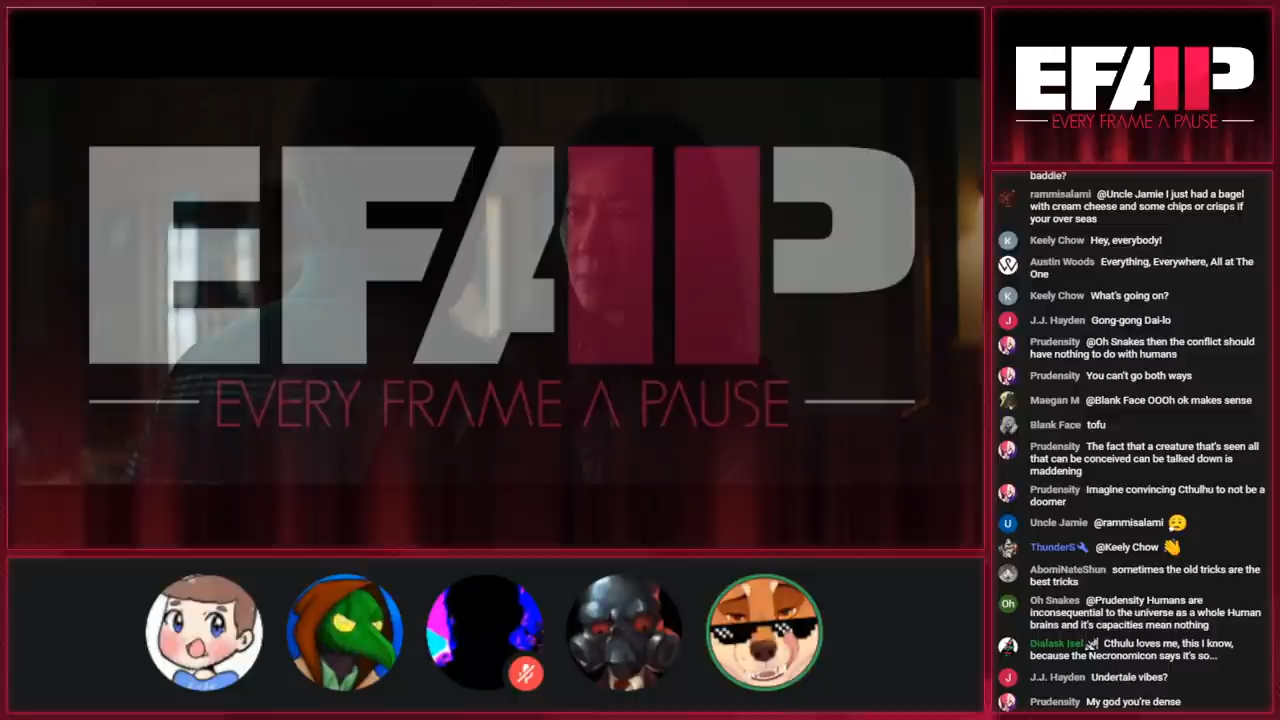 EFAP
EVERY FRAME A PAUSE
EFAP
EVERY FRAME A PAUSE
baddie?
rammisalami @Uncle Jamie I just had a bagel
with cream cheese and some chips or crisps if
your over seas
K Keely Chow Hey, everybody!
Austin Woods Everything, Everywhere, All at The
One
K Keely Chow What's going on?
J J.J. Hayden Gong-gong Dai-lo
Prudensity @Oh Snakes then the conflict should
have nothing to do with humans
Prudensity You can't go both ways
Maegan M @Blank Face OOOh ok makes sense
Blank Face tofu
Prudensity The fact that a creature that's seen all
that can be conceived can be talked down is
maddening
Prudensity Imagine convincing Cthulhu to not be a
doomer
U Uncle Jamie @rammisalami 😥
ThunderS🔧 @Keely Chow 👏
AbomiNateShun sometimes the old tricks are the
best tricks
Oh Oh Snakes @Prudensity Humans are
inconsequential to the universe as a whole Human
brains and it's capacities mean nothing
Dialask Isel Cthulu loves me, this I know,
because the Necronomicon says it's so...
J J.J. Hayden Undertale vibes?
Prudensity My god you're dense